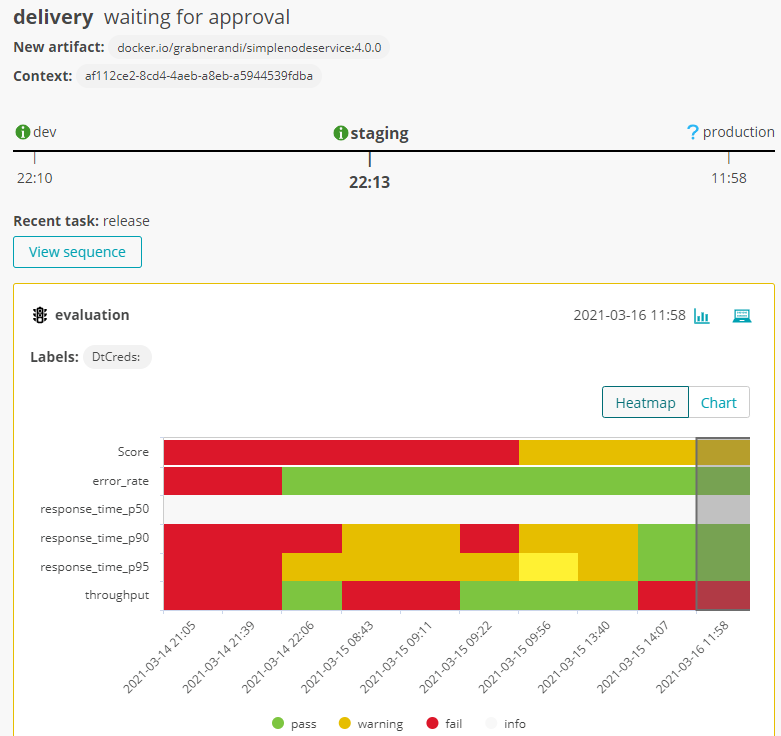 delivery waiting for approval
New artifact: docker.io/grabnerandi/simplenodeservice:4.0.0
Context: af112ce2-8cd4-4aeb-a8eb-a5944539fdba
dev staging ? production
22:10 22:13 11:58
Recent task: release
View sequence
evaluation 2021-03-16 11:58
Labels: DtCreds:
Heatmap Chart
Score
error_rate
response_time_p50
response_time_p90
response_time_p95
throughput
2021-03-14 21:05
2021-03-14 21:39
2021-03-14 22:06
2021-03-15 08:43
2021-03-15 09:11
2021-03-15 09:22
2021-03-15 09:56
2021-03-15 13:40
2021-03-15 14:07
2021-03-16 11:58
pass warning fail info